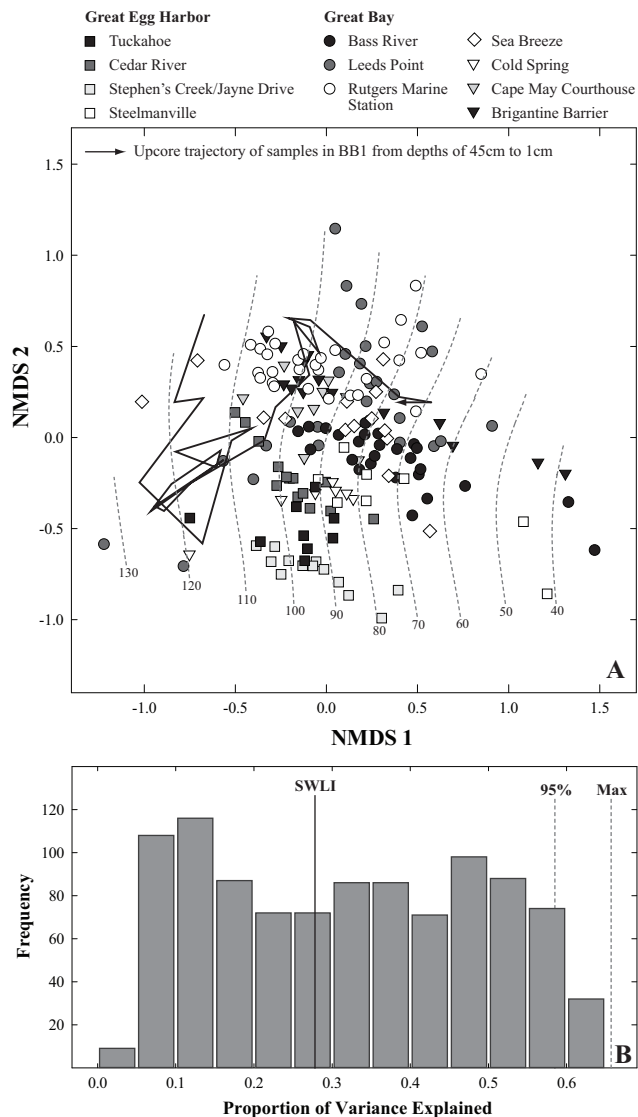 Great Egg Harbor
Great Bay
Tuckahoe
Bass River
Sea Breeze
Cedar River
Leeds Point
Cold Spring
Stephen's Creek/Jayne Drive
Rutgers Marine
Station
Cape May Courthouse
Steelmanville
Brigantine Barrier
Upcore trajectory of samples in BB1 from depths of 45cm to 1cm
1.5
1.0
0.5
0.0
-0.5
-1.0
NMDS 2
130
120
110
100
90
80
70
60
50
40
A
-1.0
-0.5
0.0
0.5
1.0
1.5
NMDS 1
SWLI
95%
Max
120
100
80
60
40
20
Frequency
B
0.0
0.1
0.2
0.3
0.4
0.5
0.6
Proportion of Variance Explained